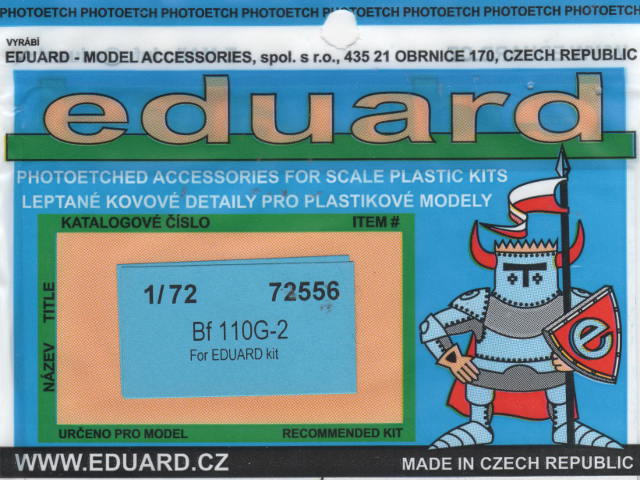 PHOTOETCH PHOTOETCH PHOTOETCH PHOTOETCH PHOTOETCH PHOTOETCH PHOTOETCH PHOTOETCH
VYRÁBÍ
EDUARD - MODEL ACCESSORIES, spol. s r.o., 435 21 OBRNICE 170, CZECH REPUBLIC
eduard
PHOTOETCHED ACCESSORIES FOR SCALE PLASTIC KITS
LEPTANÉ KOVOVÉ DETAILY PRO PLASTIKOVÉ MODELY
KATALOGOVÉ ČÍSLO ITEM #
NÁZEV TITLE
1/72 72556
Bf 110G-2
For EDUARD kit
e
URČENO PRO MODEL RECOMMENDED KIT
WWW.EDUARD.CZ MADE IN CZECH REPUBLIC